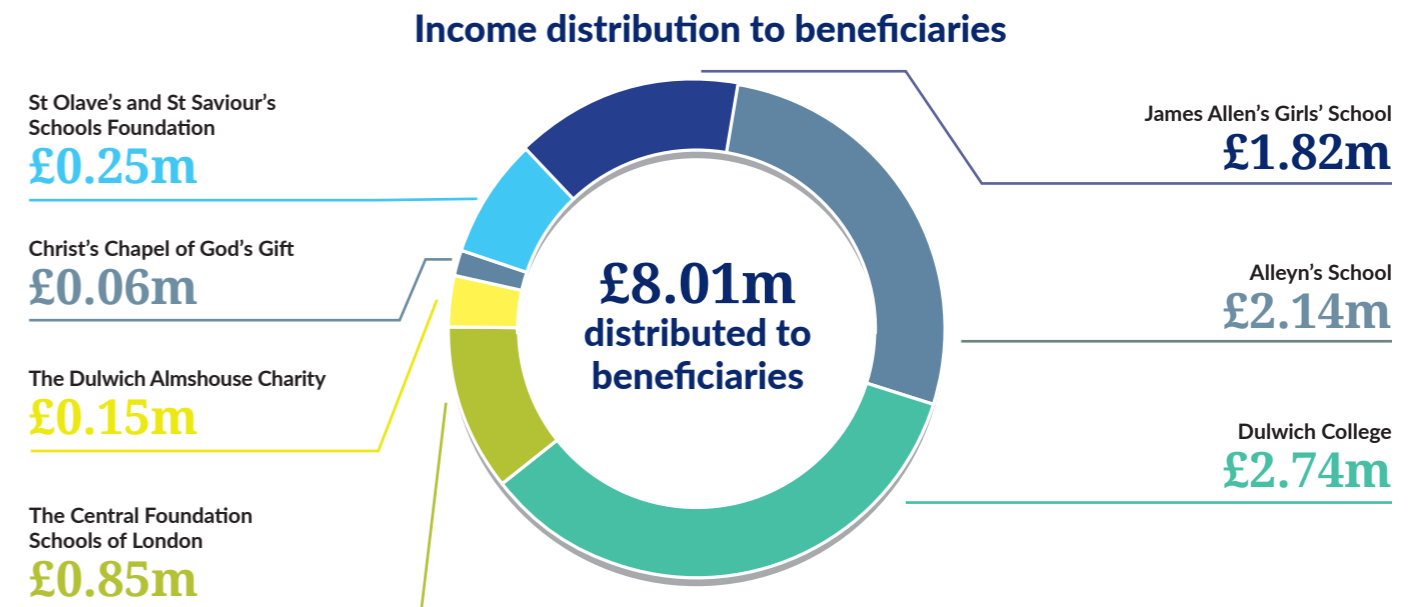 Income distribution to beneficiaries
St Olave’s and St Saviour’s
Schools Foundation
£0.25m
Christ’s Chapel of God’s Gift
£0.06m
The Dulwich Almshouse Charity
£0.15m
The Central Foundation
Schools of London
£0.85m
£8.01m
distributed to
beneficiaries
James Allen’s Girls’ School
£1.82m
Alleyn’s School
£2.14m
Dulwich College
£2.74m